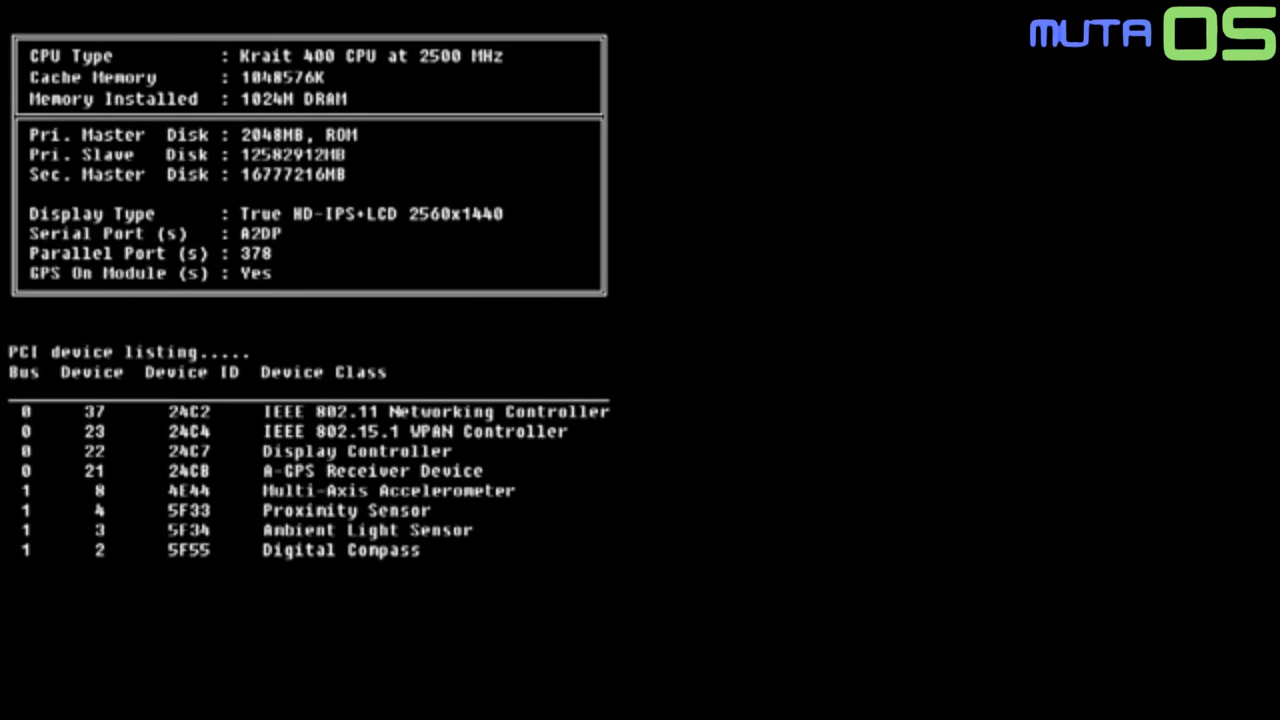 MUTA OS
CPU Type : Krait 400 CPU at 2500 MHz
Cache Memory : 1048576K
Memory Installed : 1024M DRAM
Pri. Master Disk : 2048MB, ROM
Pri. Slave Disk : 12582912MB
Sec. Master Disk : 16777216MB
Display Type : True HD-IPS+LCD 2560x1440
Serial Port (s) : A2DP
Parallel Port (s) : 378
GPS On Module (s) : Yes
PCI device listing.....
Bus Device Device ID Device Class
0 37 24C2 IEEE 802.11 Networking Controller
0 23 24C4 IEEE 802.15.1 WPAN Controller
0 22 24C7 Display Controller
0 21 24CB A-GPS Receiver Device
1 8 4E44 Multi-Axis Accelerometer
1 4 5F33 Proximity Sensor
1 3 5F34 Ambient Light Sensor
1 2 5F55 Digital Compass